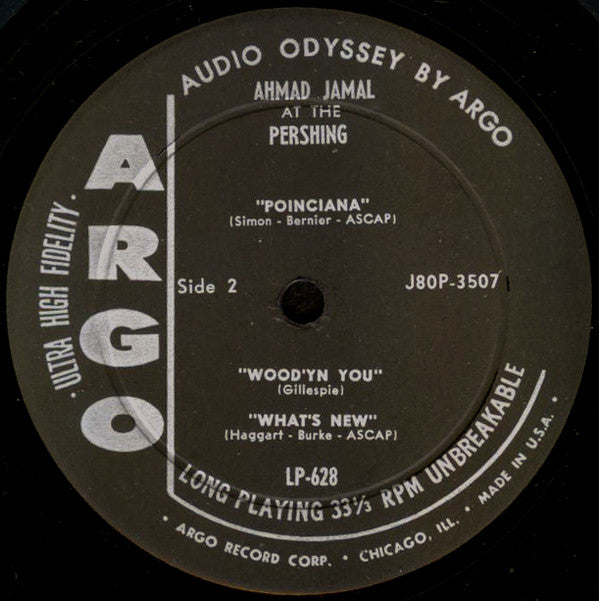 AUDIO ODYSSEY BY ARGO
AHMAD JAMAL
AT THE
PERSHING
ARGO
· ULTRA HIGH FIDELITY ·
"POINCIANA"
(Simon - Bernier - ASCAP)
Side 2
J80P-3507
"WOOD'YN YOU"
(Gillespie)
"WHAT'S NEW"
(Haggart - Burke - ASCAP)
LP-628
LONG PLAYING 33⅓ RPM UNBREAKABLE
· ARGO RECORD CORP. · CHICAGO, ILL. · MADE IN U.S.A. ·